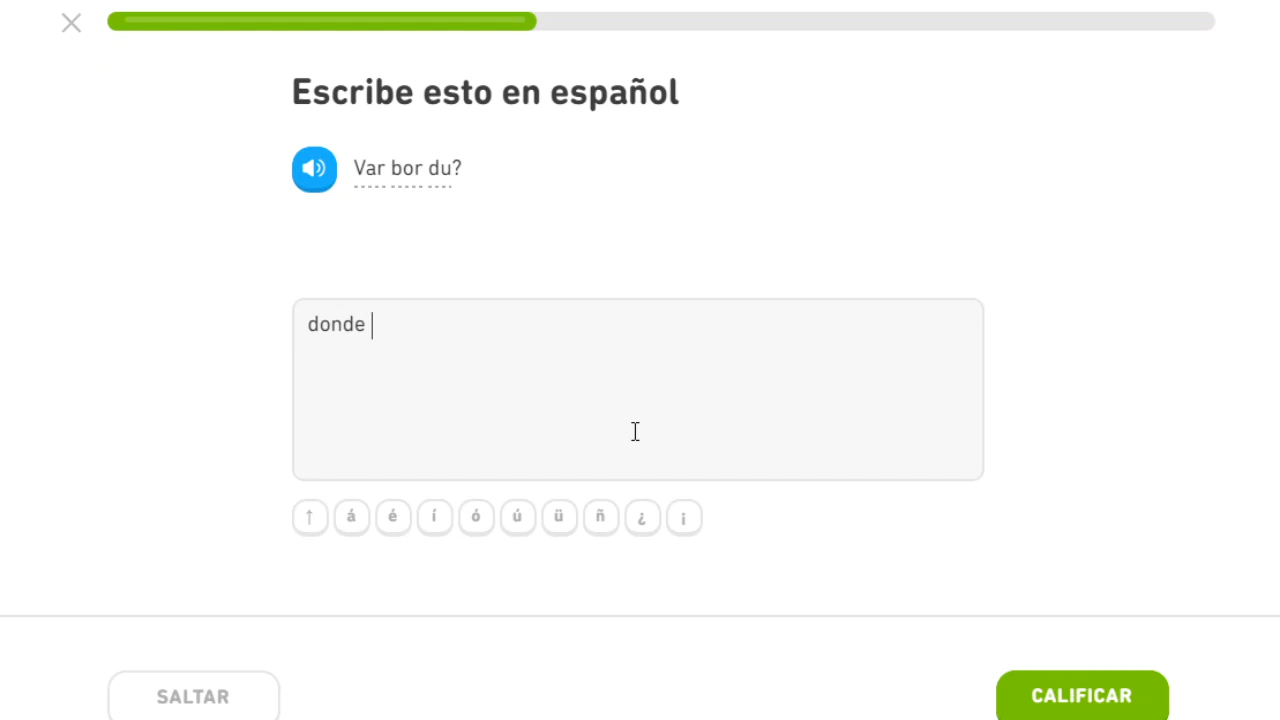 Escribe esto en español
Var bor du?
donde
↑ á é í ó ú ü ñ ¿ ¡
SALTAR
CALIFICAR